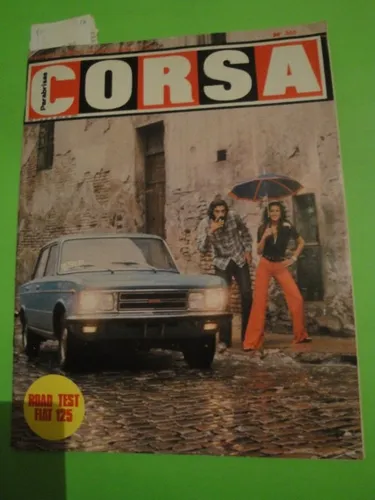 Parabrisas
CORSA
ROAD TEST
FIAT 125